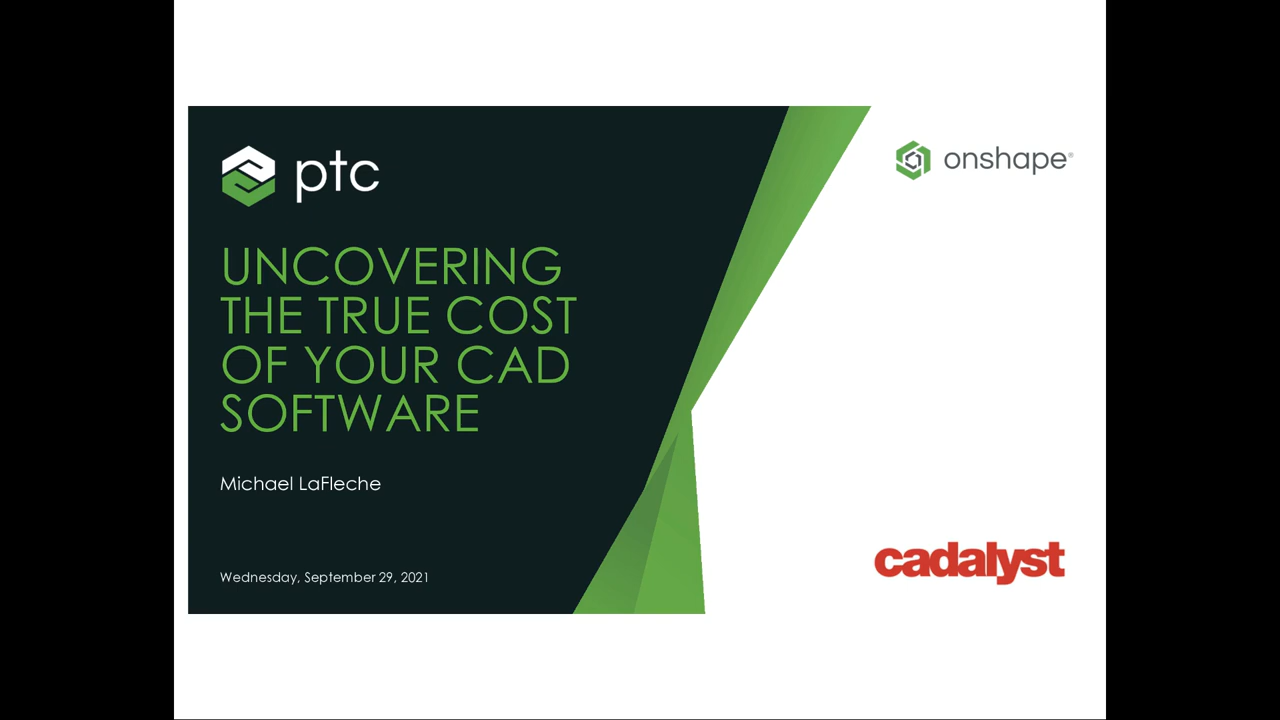 ptc
onshape®
UNCOVERING
THE TRUE COST
OF YOUR CAD
SOFTWARE
Michael LaFleche
Wednesday, September 29, 2021
cadalyst